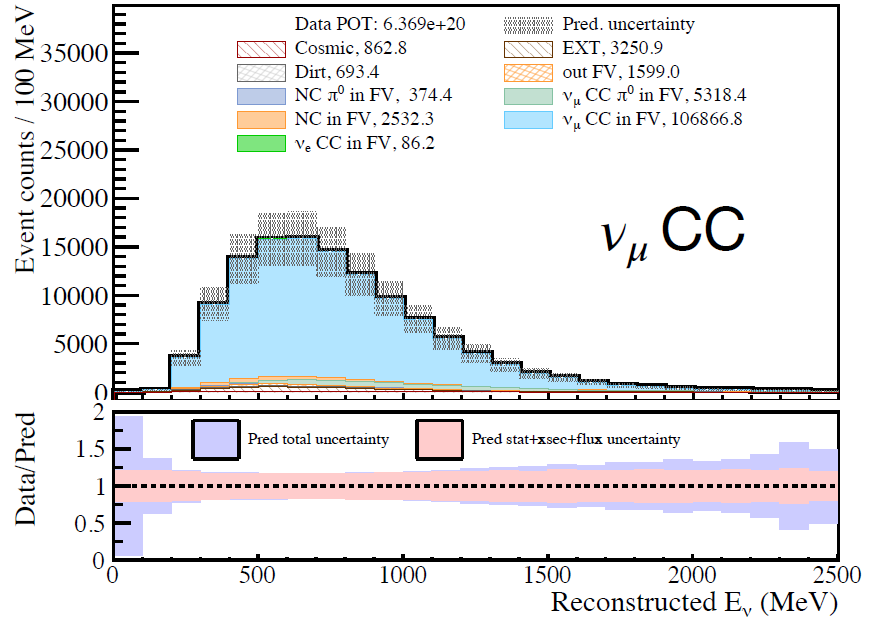 Data POT: 6.369e+20
Pred. uncertainty
Cosmic, 862.8
EXT, 3250.9
Dirt, 693.4
out FV, 1599.0
NC π⁰ in FV, 374.4
νμ CC π⁰ in FV, 5318.4
NC in FV, 2532.3
νμ CC in FV, 106866.8
νe CC in FV, 86.2
νμ CC
Event counts / 100 MeV
35000
30000
25000
20000
15000
10000
5000
0
Data/Pred
2
1.5
1
0.5
0
Pred total uncertainty
Pred stat+xsec+flux uncertainty
0
500
1000
1500
2000
2500
Reconstructed Eν (MeV)